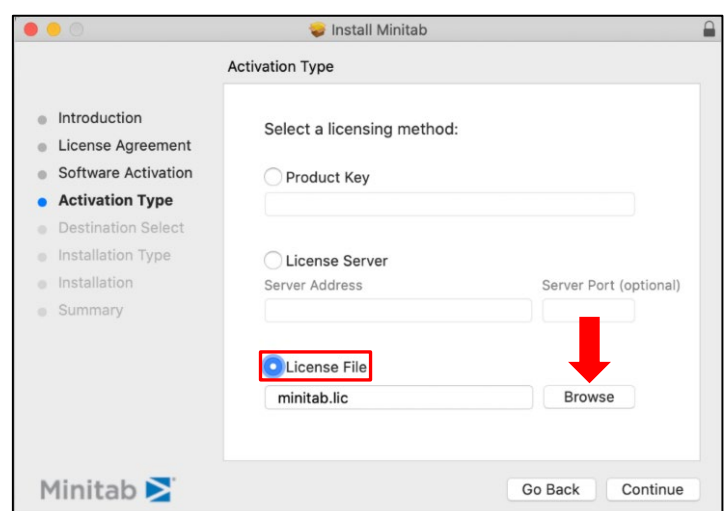 Install Minitab
Activation Type
Introduction
License Agreement
Software Activation
Activation Type
Destination Select
Installation Type
Installation
Summary
Select a licensing method:
Product Key
License Server
Server Address Server Port (optional)
License File
minitab.lic Browse
Minitab
Go Back Continue